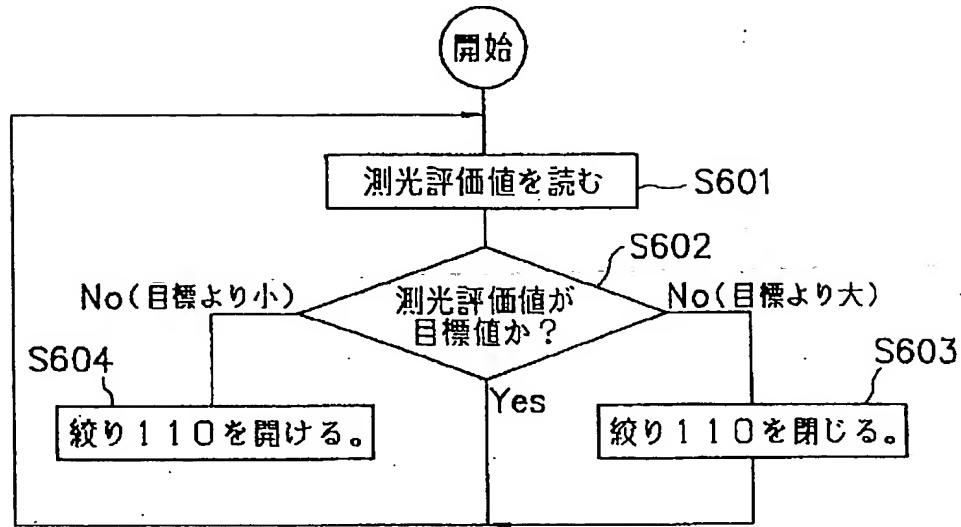 開始
測光評価値を読む
S601
S602
No(目標より小)
測光評価値が
目標値か？
No(目標より大)
S604
S603
Yes
絞り110を開ける。
絞り110を閉じる。